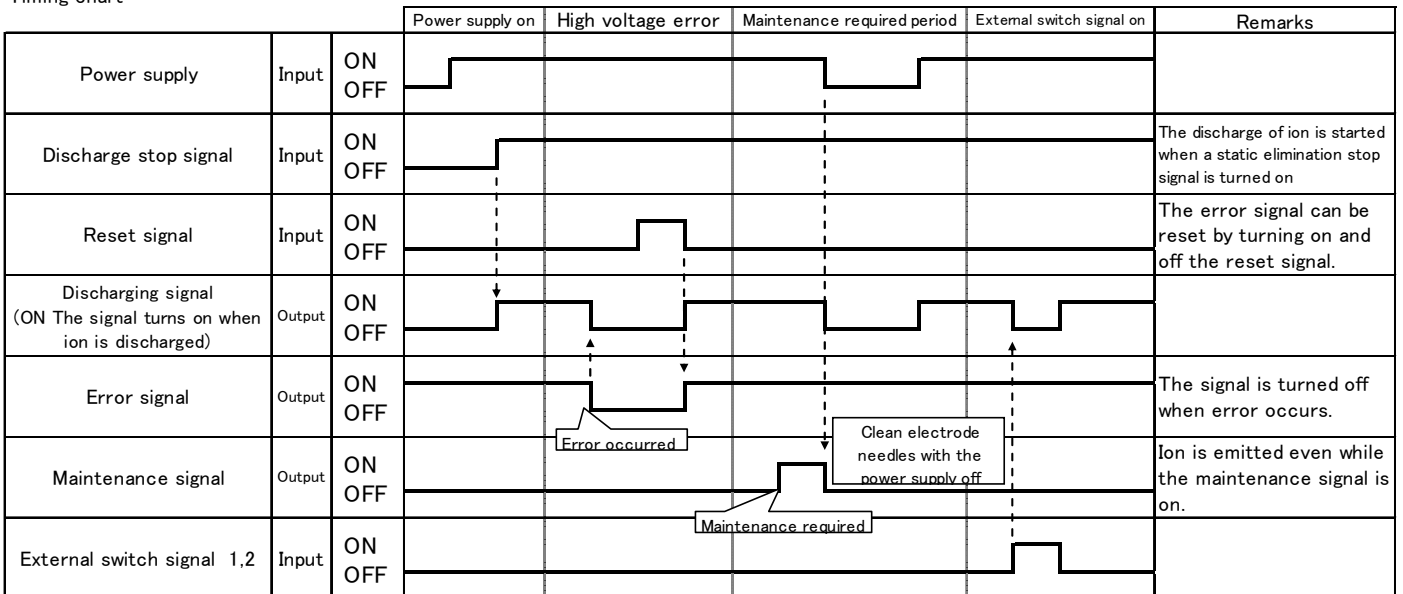 Timing chart
Power supply on High voltage error Maintenance required period External switch signal on Remarks
Power supply Input ON
OFF
Discharge stop signal Input ON
OFF
The discharge of ion is started
when a static elimination stop
signal is turned on
Reset signal Input ON
OFF
The error signal can be
reset by turning on and
off the reset signal.
Discharging signal
(ON The signal turns on when
ion is discharged)
Output ON
OFF
Error signal Output ON
OFF
The signal is turned off
when error occurs.
Error occurred
Clean electrode
needles with the
power supply off
Maintenance signal Output ON
OFF
Ion is emitted even while
the maintenance signal is
on.
Maintenance required
External switch signal 1,2 Input ON
OFF